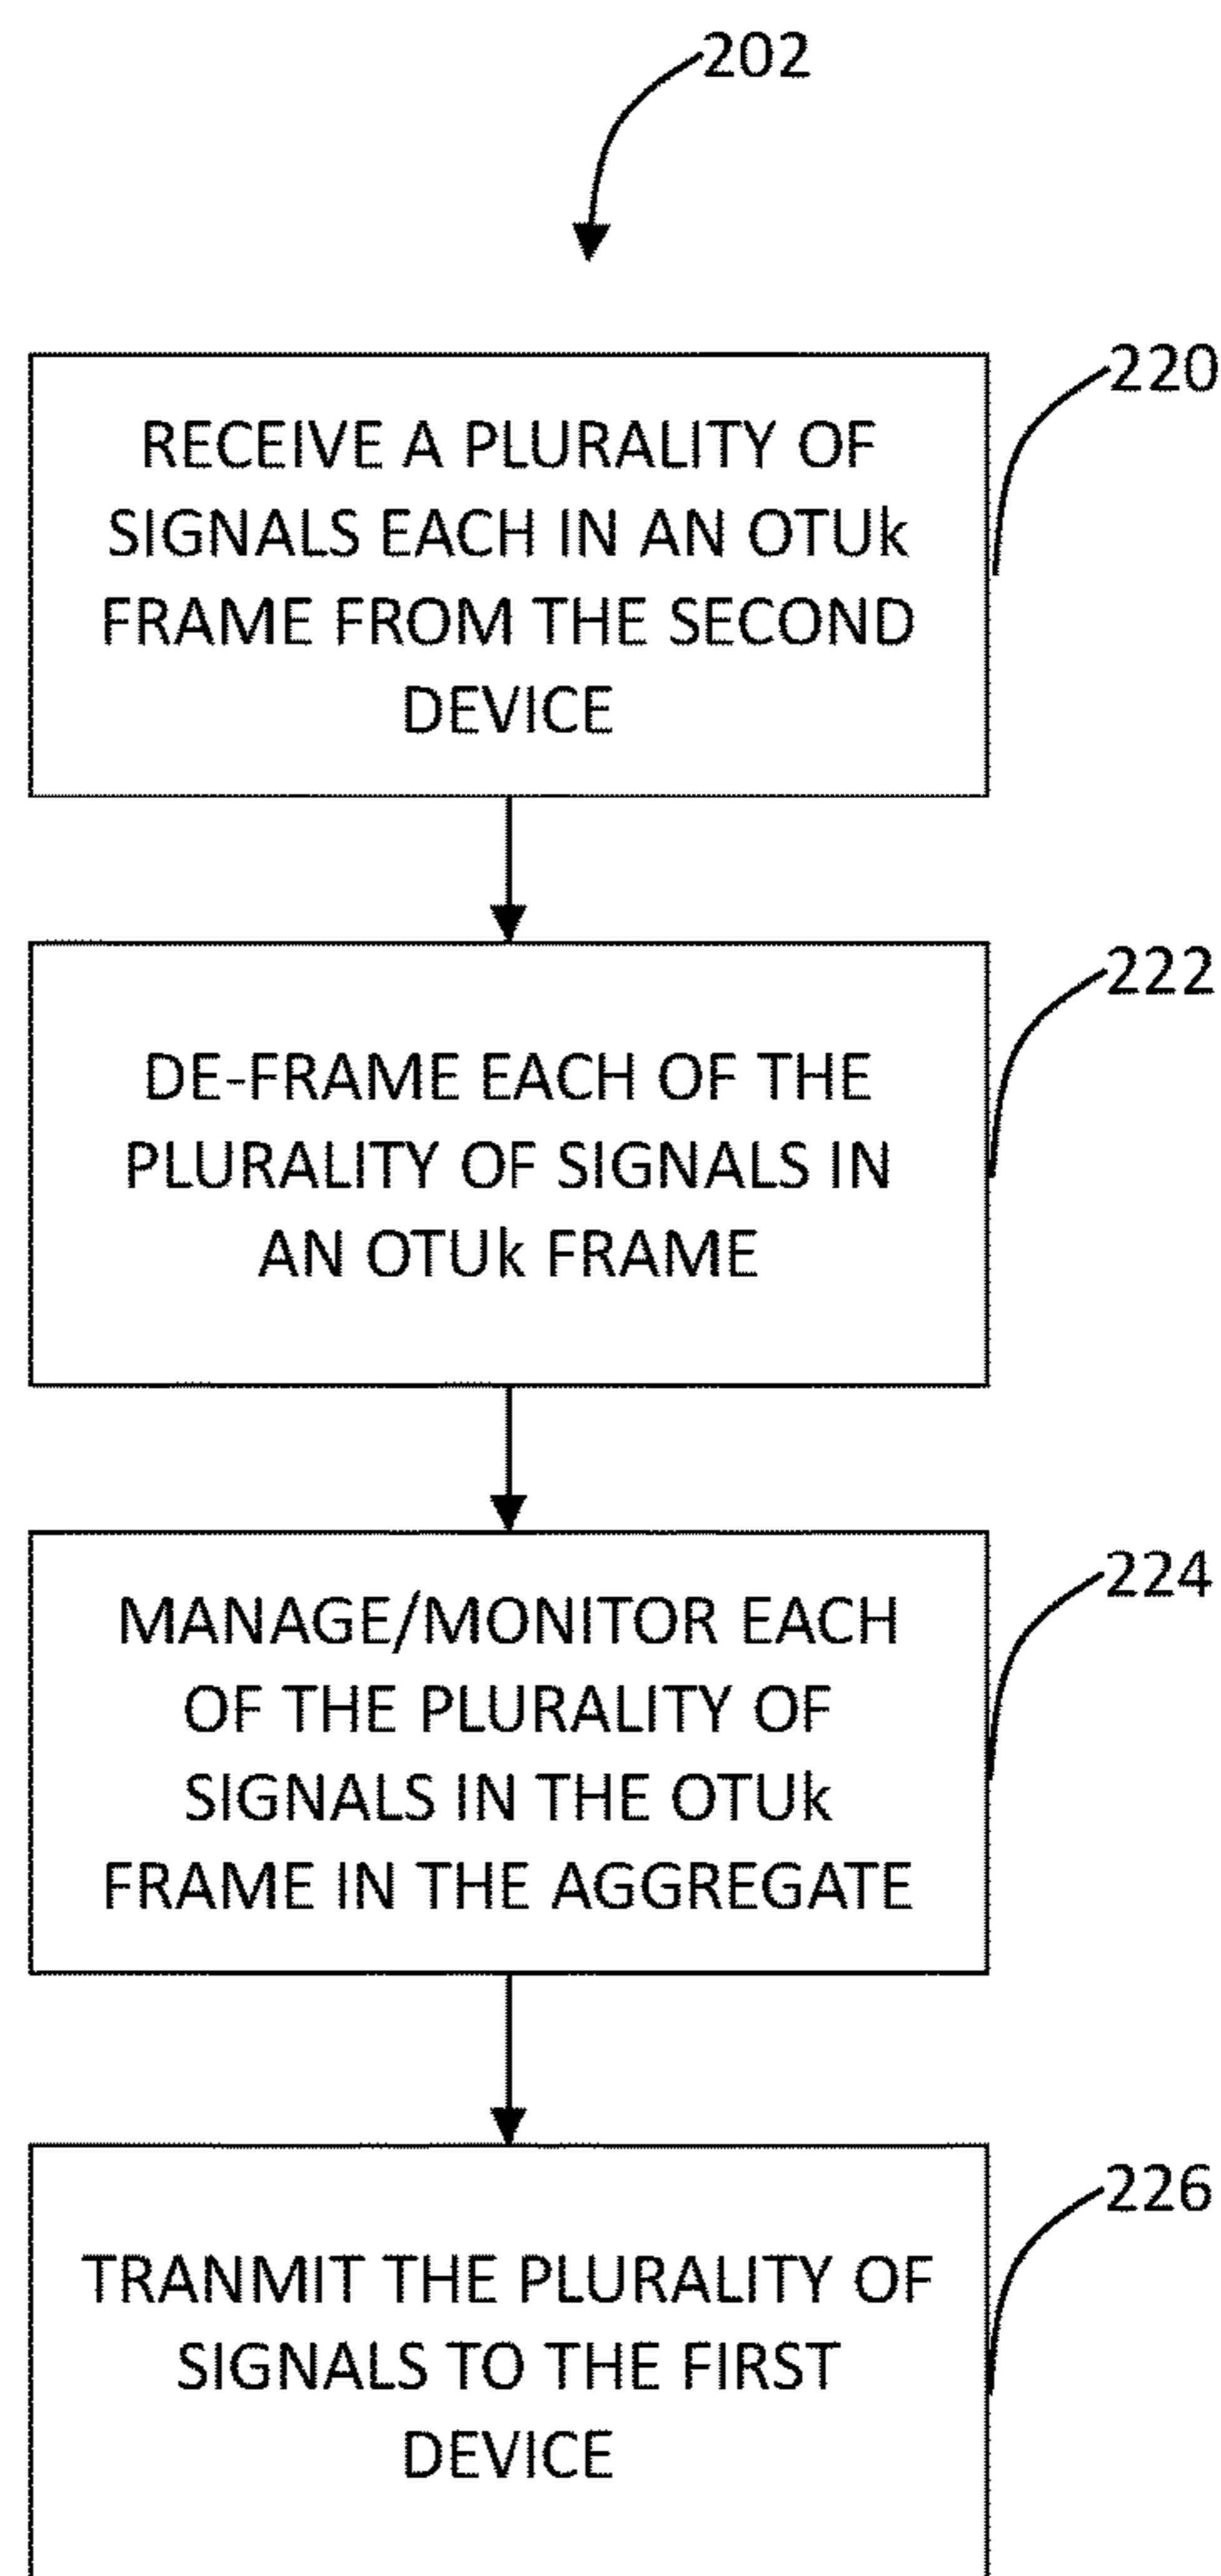 202
220
RECEIVE A PLURALITY OF
SIGNALS EACH IN AN OTUk
FRAME FROM THE SECOND
DEVICE
222
DE-FRAME EACH OF THE
PLURALITY OF SIGNALS IN
AN OTUk FRAME
224
MANAGE/MONITOR EACH
OF THE PLURALITY OF
SIGNALS IN THE OTUk
FRAME IN THE AGGREGATE
226
TRANMIT THE PLURALITY OF
SIGNALS TO THE FIRST
DEVICE